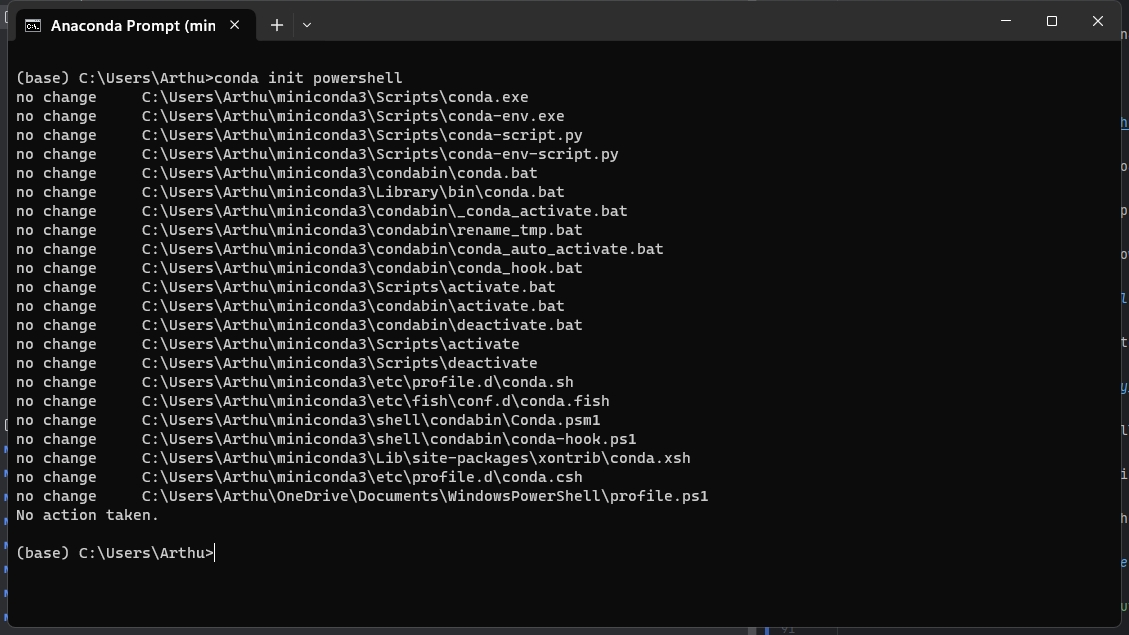 Anaconda Prompt (min
(base) C:\Users\Arthu>conda init powershell
no change     C:\Users\Arthu\miniconda3\Scripts\conda.exe
no change     C:\Users\Arthu\miniconda3\Scripts\conda-env.exe
no change     C:\Users\Arthu\miniconda3\Scripts\conda-script.py
no change     C:\Users\Arthu\miniconda3\Scripts\conda-env-script.py
no change     C:\Users\Arthu\miniconda3\condabin\conda.bat
no change     C:\Users\Arthu\miniconda3\Library\bin\conda.bat
no change     C:\Users\Arthu\miniconda3\condabin\_conda_activate.bat
no change     C:\Users\Arthu\miniconda3\condabin\rename_tmp.bat
no change     C:\Users\Arthu\miniconda3\condabin\conda_auto_activate.bat
no change     C:\Users\Arthu\miniconda3\condabin\conda_hook.bat
no change     C:\Users\Arthu\miniconda3\Scripts\activate.bat
no change     C:\Users\Arthu\miniconda3\condabin\activate.bat
no change     C:\Users\Arthu\miniconda3\condabin\deactivate.bat
no change     C:\Users\Arthu\miniconda3\Scripts\activate
no change     C:\Users\Arthu\miniconda3\Scripts\deactivate
no change     C:\Users\Arthu\miniconda3\etc\profile.d\conda.sh
no change     C:\Users\Arthu\miniconda3\etc\fish\conf.d\conda.fish
no change     C:\Users\Arthu\miniconda3\shell\condabin\Conda.psm1
no change     C:\Users\Arthu\miniconda3\shell\condabin\conda-hook.ps1
no change     C:\Users\Arthu\miniconda3\Lib\site-packages\xontrib\conda.xsh
no change     C:\Users\Arthu\miniconda3\etc\profile.d\conda.csh
no change     C:\Users\Arthu\OneDrive\Documents\WindowsPowerShell\profile.ps1
No action taken.
(base) C:\Users\Arthu>